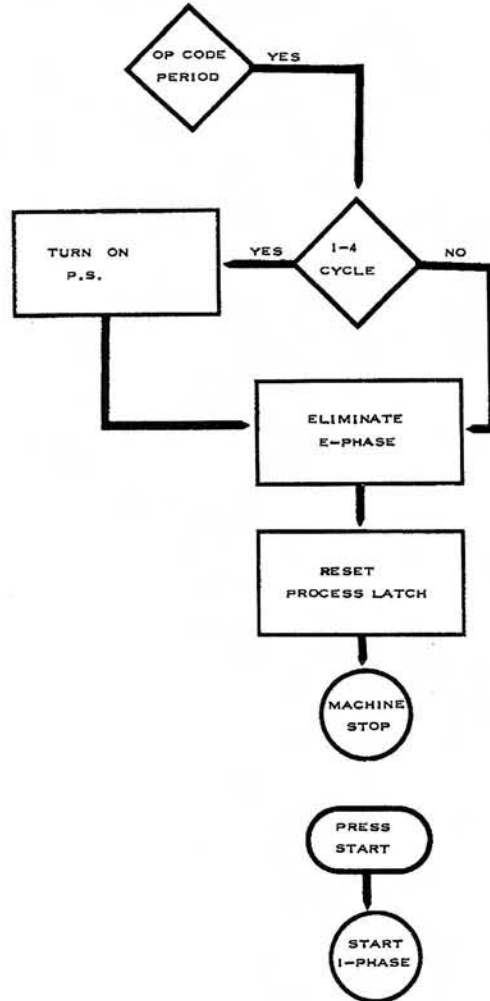 OP CODE
PERIOD
YES
1-4
CYCLE
YES
NO
TURN ON
P.S.
ELIMINATE
E-PHASE
RESET
PROCESS LATCH
MACHINE
STOP
PRESS
START
START
1-PHASE